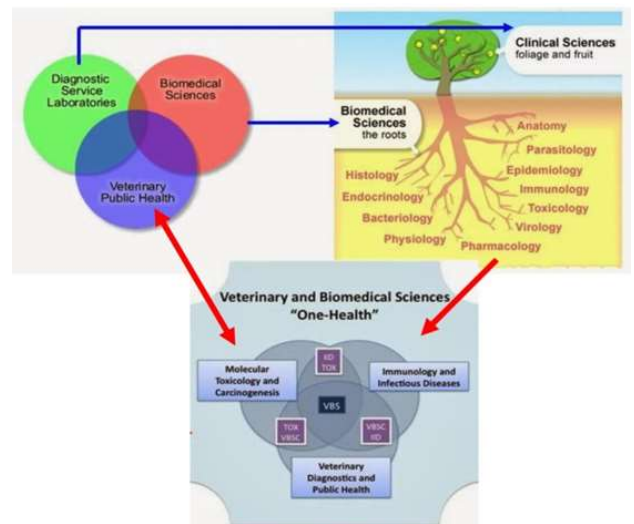 Diagnostic
Service
Laboratories
Biomedical
Sciences
Veterinary
Public Health
Clinical Sciences
foliage and fruit
Biomedical
Sciences
the roots
Anatomy
Parasitology
Histology
Epidemiology
Endocrinology
Immunology
Bacteriology
Toxicology
Physiology
Virology
Pharmacology
Veterinary and Biomedical Sciences
“One-Health”
Molecular
Toxicology and
Carcinogenesis
IID
TOX
Immunology and
Infectious Diseases
VBS
TOX
VBSC
VBSC
IID
Veterinary
Diagnostics and
Public Health